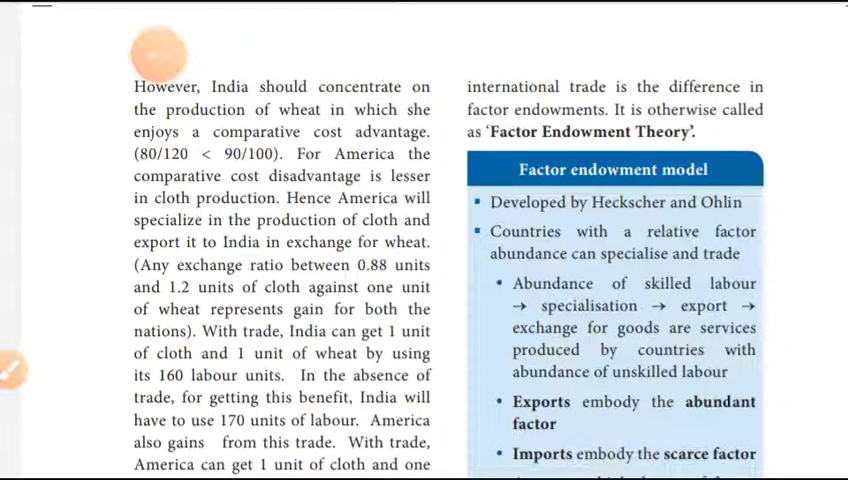 However, India should concentrate on
the production of wheat in which she
enjoys a comparative cost advantage.
(80/120 < 90/100). For America the
comparative cost disadvantage is lesser
in cloth production. Hence America will
specialize in the production of cloth and
export it to India in exchange for wheat.
(Any exchange ratio between 0.88 units
and 1.2 units of cloth against one unit
of wheat represents gain for both the
nations). With trade, India can get 1 unit
of cloth and 1 unit of wheat by using
its 160 labour units. In the absence of
trade, for getting this benefit, India will
have to use 170 units of labour. America
also gains from this trade. With trade,
America can get 1 unit of cloth and one
international trade is the difference in
factor endowments. It is otherwise called
as ‘Factor Endowment Theory’.
Factor endowment model
▪ Developed by Heckscher and Ohlin
▪ Countries with a relative factor
abundance can specialise and trade
• Abundance of skilled labour
→ specialisation → export →
exchange for goods are services
produced by countries with
abundance of unskilled labour
• Exports embody the abundant
factor
• Imports embody the scarce factor